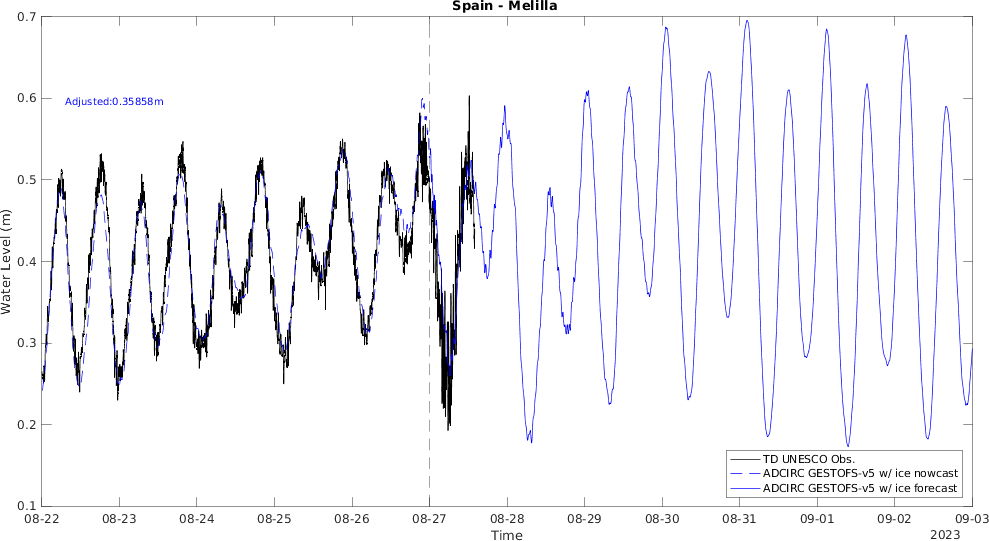 Spain - Melilla
0.7
0.6
0.5
0.4
0.3
0.2
0.1
Water Level (m)
Adjusted:0.35858m
TD UNESCO Obs.
ADCIRC GESTOFS-v5 w/ ice nowcast
ADCIRC GESTOFS-v5 w/ ice forecast
08-22 08-23 08-24 08-25 08-26 08-27 08-28 08-29 08-30 08-31 09-01 09-02 09-03
Time
2023